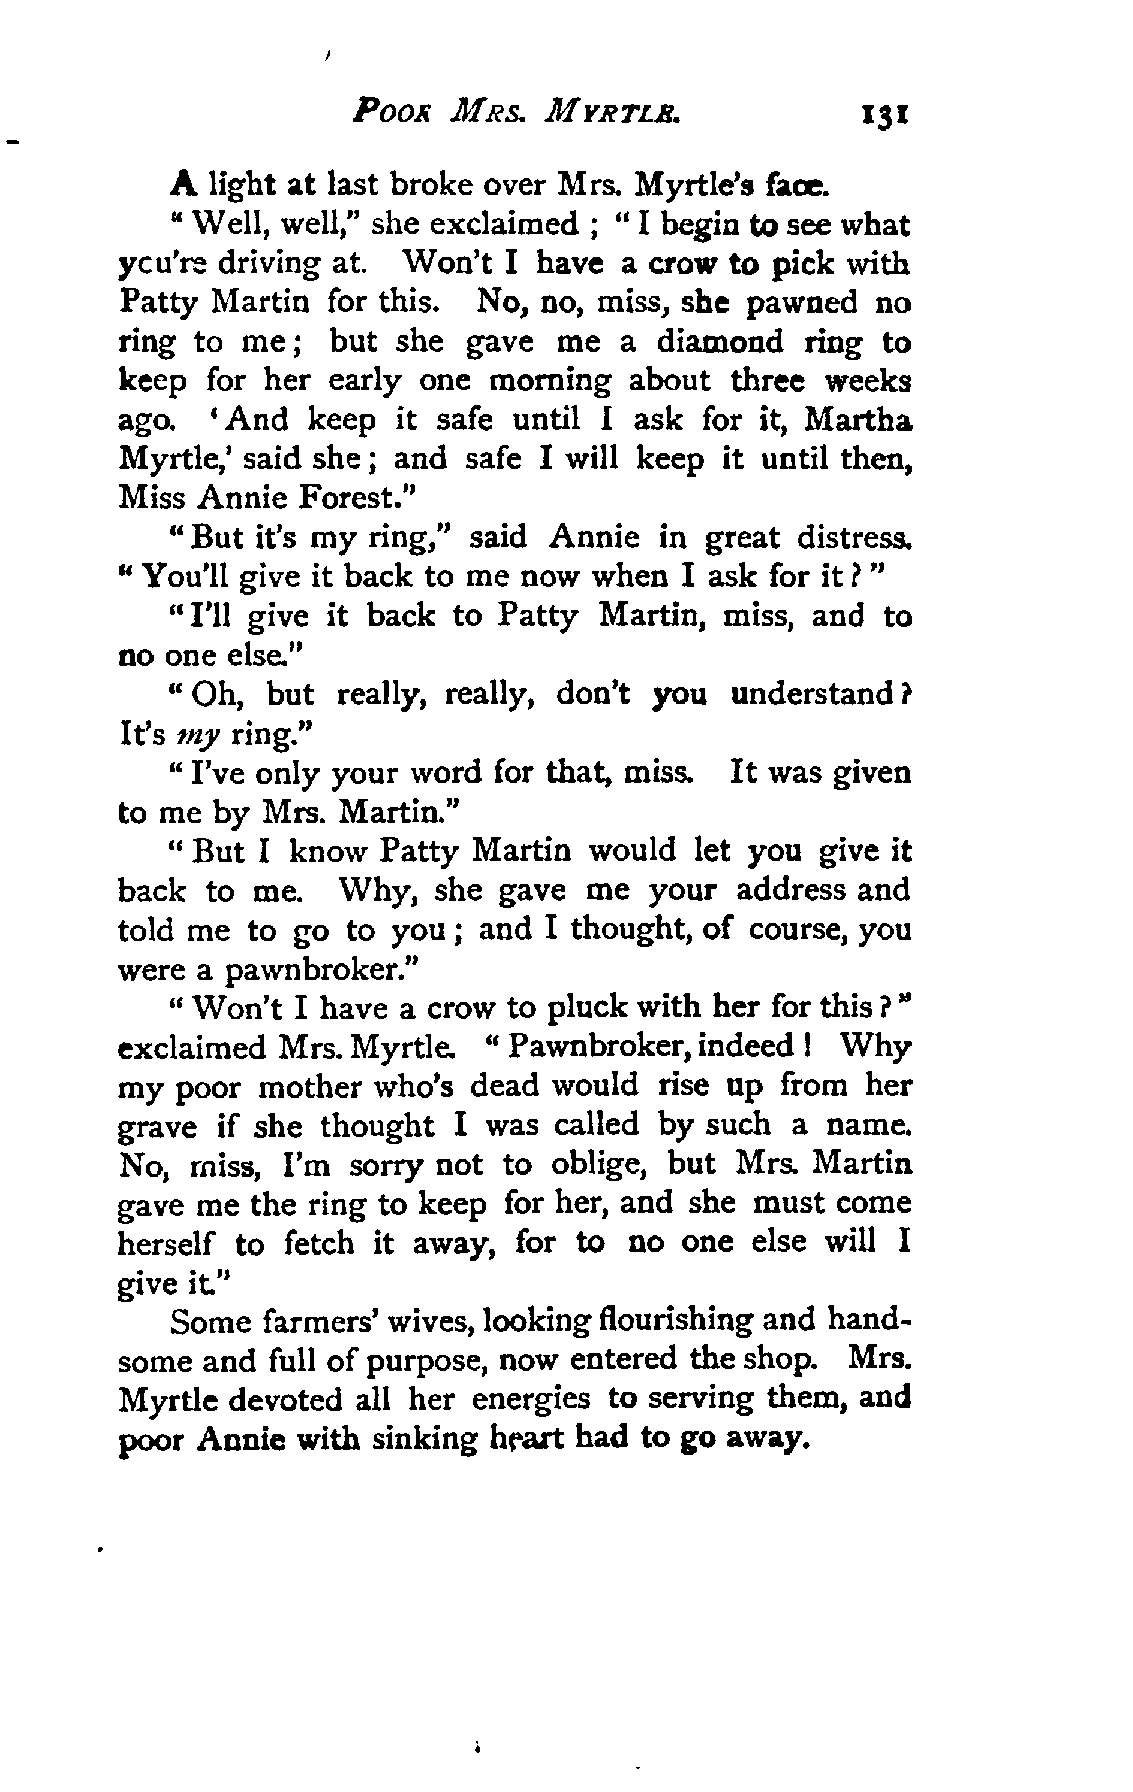 POOR MRS. MYRTLE. 131
A light at last broke over Mrs. Myrtle's face.
"Well, well," she exclaimed; "I begin to see what
you're driving at. Won't I have a crow to pick with
Patty Martin for this. No, no, miss, she pawned no
ring to me; but she gave me a diamond ring to
keep for her early one morning about three weeks
ago. 'And keep it safe until I ask for it, Martha
Myrtle,' said she; and safe I will keep it until then,
Miss Annie Forest."
"But it's my ring," said Annie in great distress.
"You'll give it back to me now when I ask for it?"
"I'll give it back to Patty Martin, miss, and to
no one else."
"Oh, but really, really, don't you understand?
It's my ring."
"I've only your word for that, miss. It was given
to me by Mrs. Martin."
"But I know Patty Martin would let you give it
back to me. Why, she gave me your address and
told me to go to you; and I thought, of course, you
were a pawnbroker."
"Won't I have a crow to pluck with her for this?"
exclaimed Mrs. Myrtle. "Pawnbroker, indeed! Why
my poor mother who's dead would rise up from her
grave if she thought I was called by such a name.
No, miss, I'm sorry not to oblige, but Mrs. Martin
gave me the ring to keep for her, and she must come
herself to fetch it away, for to no one else will I
give it."
Some farmers' wives, looking flourishing and hand-
some and full of purpose, now entered the shop. Mrs.
Myrtle devoted all her energies to serving them, and
poor Annie with sinking heart had to go away.